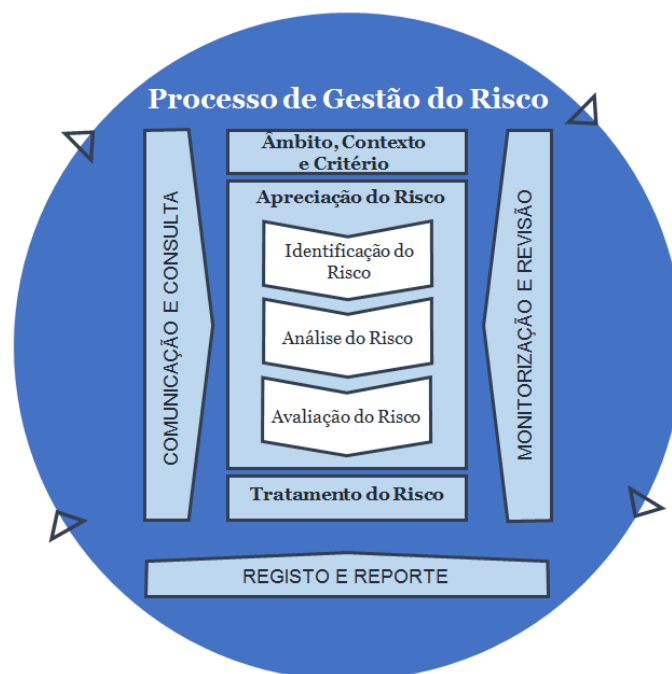 Processo de Gestão do Risco
Âmbito, Contexto
e Critério
Apreciação do Risco
Identificação do
Risco
Análise do Risco
Avaliação do Risco
Tratamento do Risco
COMUNICAÇÃO E CONSULTA
MONITORIZAÇÃO E REVISÃO
REGISTO E REPORTE